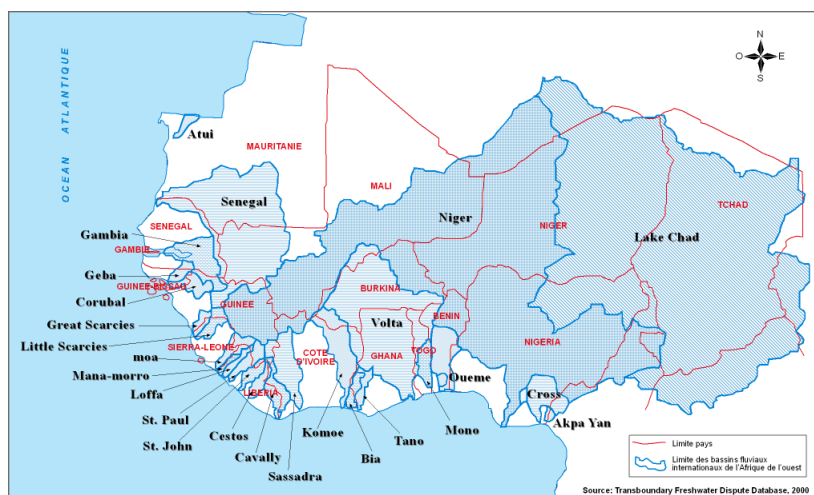 N
O
E
S
OCEAN ATLANTIQUE
Atui
MAURITANIE
MALI
Senegal
Niger
NIGER
TCHAD
Lake Chad
SENEGAL
Gambia
GAMBIE
Geba
GUINEE-BISSAU
Corubal
GUINEE
BURKINA
BENIN
Great Scarcies
Volta
Little Scarcies
SIERRA-LEONE
COTE
D'IVOIRE
GHANA
TOGO
NIGERIA
moa
Mana-morro
Oueme
Loffa
LIBERIA
Cross
St. Paul
Akpa Yan
St. John
Cestos
Komoe
Tano
Mono
Cavally
Bia
Sassadra
Limite pays
Limite des bassins fluviaux
internationaux de l'Afrique de l'ouest
Source: Transboundary Freshwater Dispute Database, 2000